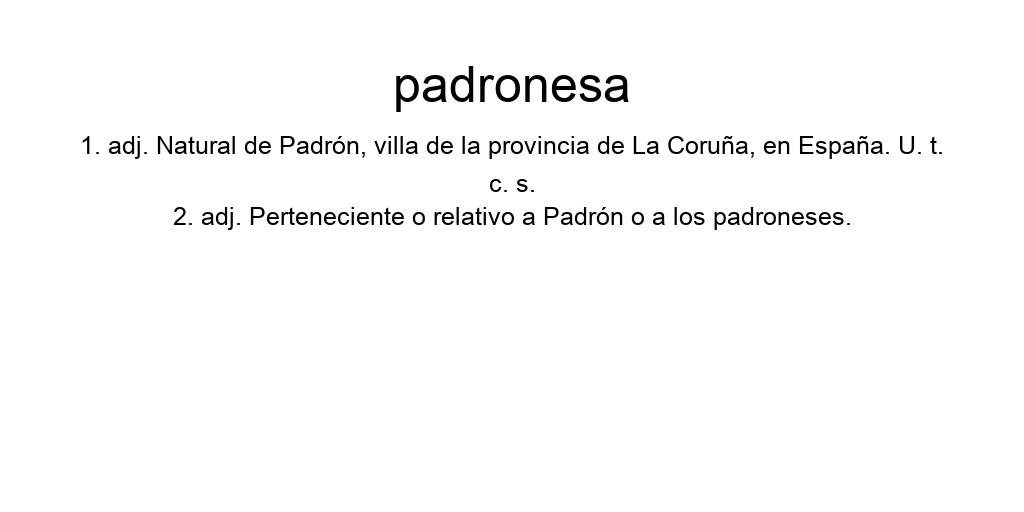 padronesa
1. adj. Natural de Padrón, villa de la provincia de La Coruña, en España. U. t.
c. s.
2. adj. Perteneciente o relativo a Padrón o a los padroneses.